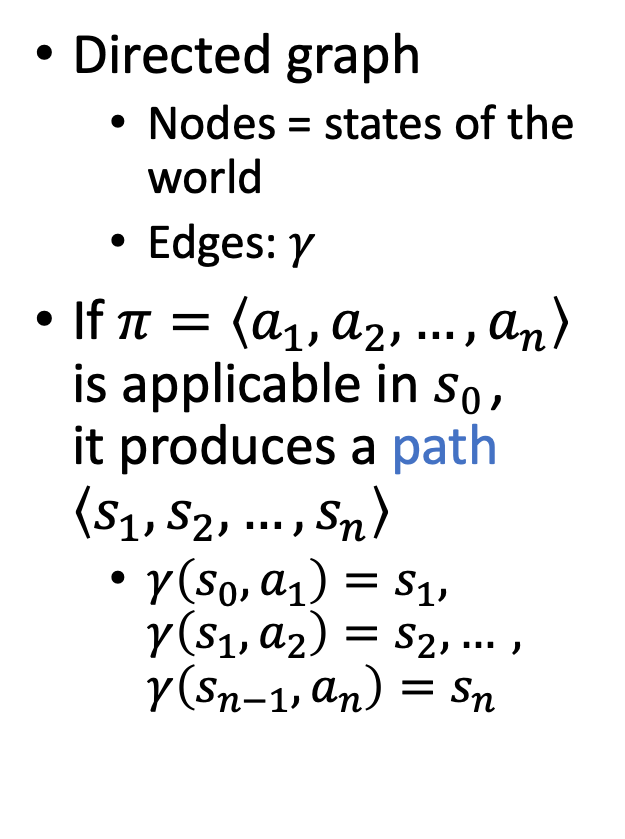 • Directed graph
• Nodes = states of the
world
• Edges: γ
• If π = ⟨a₁, a₂, …, aₙ⟩
is applicable in s₀,
it produces a path
⟨s₁, s₂, …, sₙ⟩
• γ(s₀, a₁) = s₁,
γ(s₁, a₂) = s₂, … ,
γ(sₙ₋₁, aₙ) = sₙ